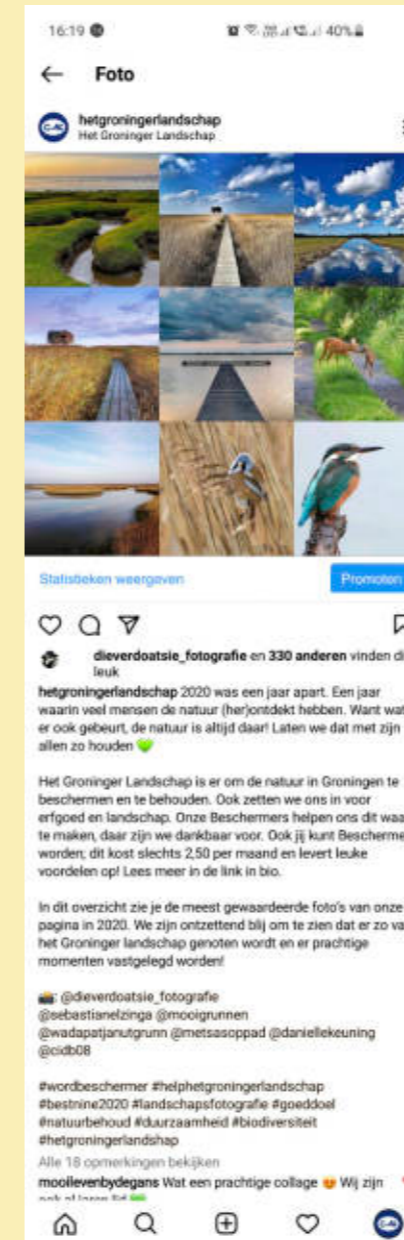 16:19
40%
Foto
hetgroningerlandschap
Het Groninger Landschap
Statistieken weergeven
Promoten
dieverdoatsie_fotografie en 330 anderen vinden di
leuk
hetgroningerlandschap 2020 was een jaar apart. Een jaar
waarin veel mensen de natuur (her)ontdekt hebben. Want wat
er ook gebeurt, de natuur is altijd daar! Laten we dat met zijn
allen zo houden 💚
Het Groninger Landschap is er om de natuur in Groningen te
beschermen en te behouden. Ook zetten we ons in voor
erfgoed en landschap. Onze Beschermers helpen ons dit waa
te maken, daar zijn we dankbaar voor. Ook jij kunt Bescherme
worden, dit kost slechts 2,50 per maand en levert leuke
voordelen op! Lees meer in de link in bio.
In dit overzicht zie je de meest gewaardeerde foto's van onze
pagina in 2020. We zijn ontzettend blij om te zien dat er zo va
het Groninger landschap genoten wordt en er prachtige
momenten vastgelegd worden!
📸: @dieverdoatsie_fotografie
@sebastianelzinga @mooigrunnen
@wadapatjanutgrunn @metsasoppad @daniellekeuning
@cidb08
#wordbeschermer #helphetgroningerlandschap
#bestnine2020 #landschapsfotografie #goeddoel
#natuurbehoud #duurzaamheid #biodiversiteit
#hetgroningerlandshap
Alle 18 opmerkingen bekijken
mooilevenbydegans Wat een prachtige collage 😍 Wij zijn
ook al jaren lid 💚